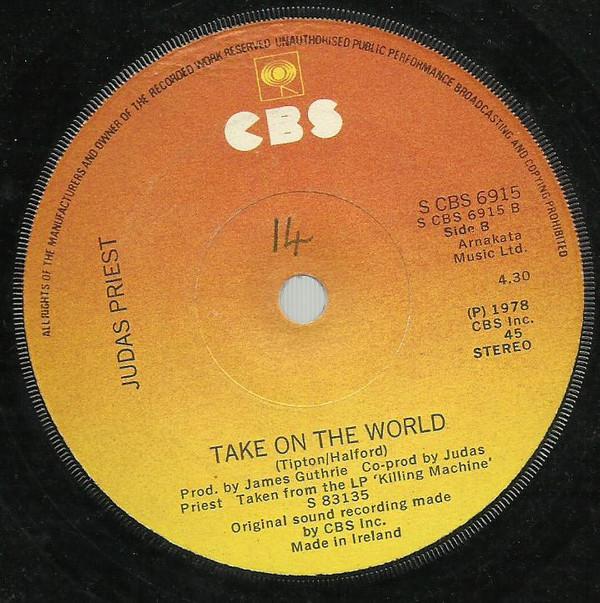 ALL RIGHTS OF THE MANUFACTURERS AND OWNER OF THE RECORDED WORK RESERVED UNAUTHORISED PUBLIC PERFORMANCE BROADCASTING AND COPYING PROHIBITED
CBS
14
S CBS 6915
S CBS 6915 B
Side B
Arnakata
Music Ltd.
4.30
(P) 1978
CBS Inc.
45
STEREO
JUDAS PRIEST
TAKE ON THE WORLD
(Tipton/Halford)
Prod. by James Guthrie Co-prod by Judas
Priest Taken from the LP 'Killing Machine'
S 83135
Original sound recording made
by CBS Inc.
Made in Ireland